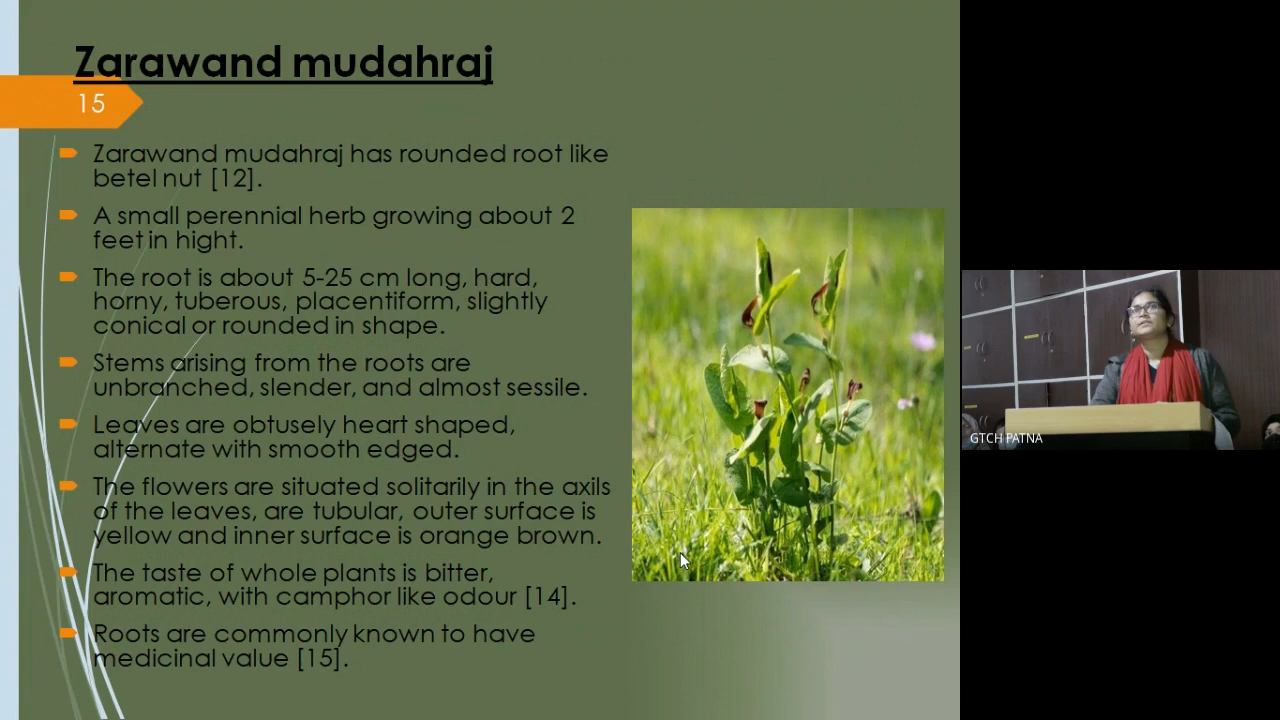 Zarawand mudahraj
15
Zarawand mudahraj has rounded root like
betel nut [12].
A small perennial herb growing about 2
feet in hight.
The root is about 5-25 cm long, hard,
horny, tuberous, placentiform, slightly
conical or rounded in shape.
Stems arising from the roots are
unbranched, slender, and almost sessile.
Leaves are obtusely heart shaped,
alternate with smooth edged.
The flowers are situated solitarily in the axils
of the leaves, are tubular, outer surface is
yellow and inner surface is orange brown.
The taste of whole plants is bitter,
aromatic, with camphor like odour [14].
Roots are commonly known to have
medicinal value [15].
GTCH PATNA